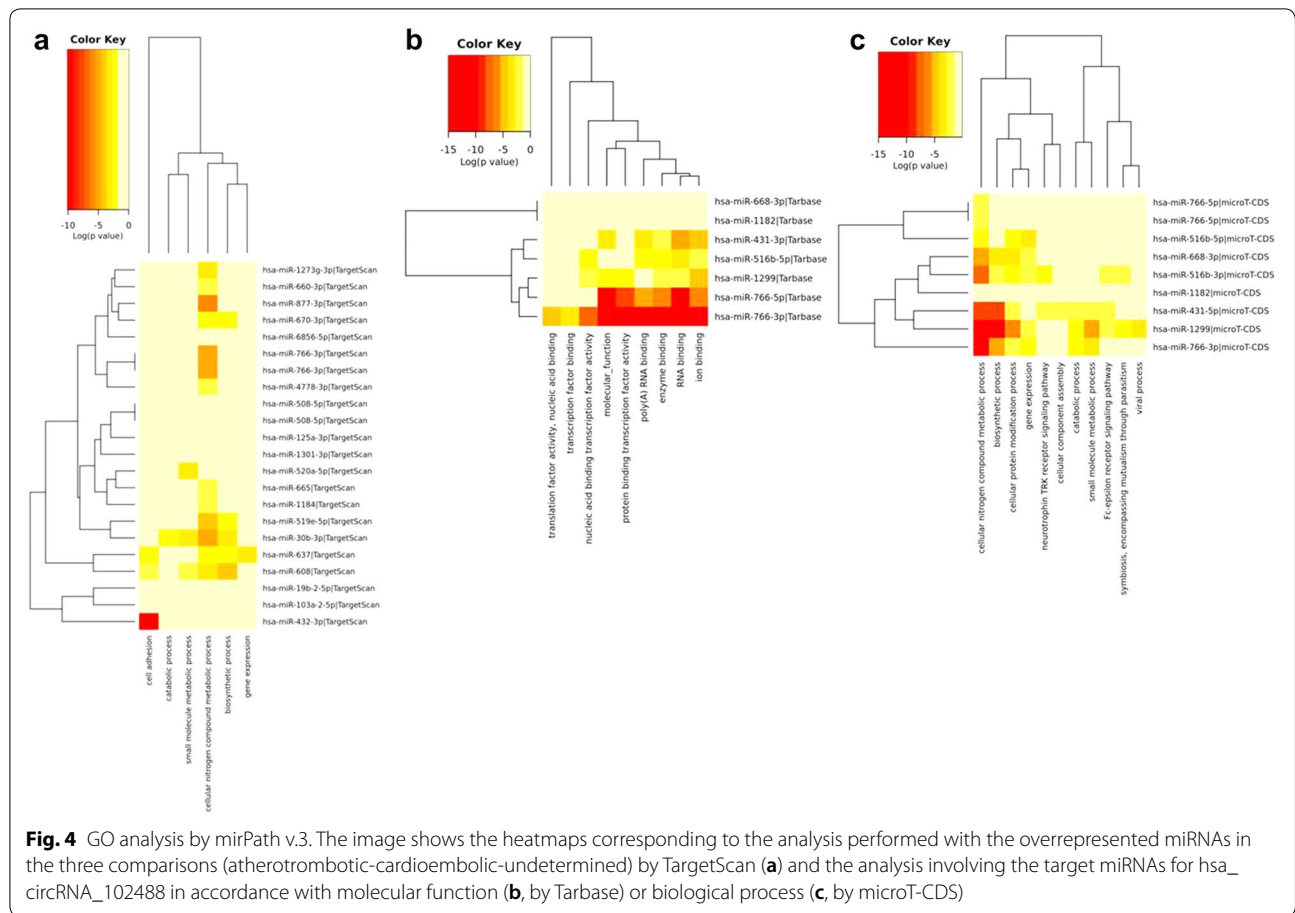 a
Color Key
-10
-5
0
Log(p value)
hsa-miR-1273g-3p|TargetScan
hsa-miR-660-3p|TargetScan
hsa-miR-877-3p|TargetScan
hsa-miR-670-3p|TargetScan
hsa-miR-6856-5p|TargetScan
hsa-miR-766-3p|TargetScan
hsa-miR-766-3p|TargetScan
hsa-miR-4778-3p|TargetScan
hsa-miR-508-5p|TargetScan
hsa-miR-508-5p|TargetScan
hsa-miR-125a-3p|TargetScan
hsa-miR-1301-3p|TargetScan
hsa-miR-520a-5p|TargetScan
hsa-miR-665|TargetScan
hsa-miR-1184|TargetScan
hsa-miR-519e-5p|TargetScan
hsa-miR-30b-3p|TargetScan
hsa-miR-637|TargetScan
hsa-miR-608|TargetScan
hsa-miR-19b-2-5p|TargetScan
hsa-miR-103a-2-5p|TargetScan
hsa-miR-432-3p|TargetScan
cell adhesion
catabolic process
small molecule metabolic process
cellular nitrogen compound metabolic process
biosynthetic process
gene expression
b
Color Key
-15
-10
-5
0
Log(p value)
hsa-miR-668-3p|Tarbase
hsa-miR-1182|Tarbase
hsa-miR-431-3p|Tarbase
hsa-miR-516b-5p|Tarbase
hsa-miR-1299|Tarbase
hsa-miR-766-5p|Tarbase
hsa-miR-766-3p|Tarbase
translation factor activity, nucleic acid binding
transcription factor binding
nucleic acid binding transcription factor activity
molecular_function
protein binding transcription factor activity
poly(A) RNA binding
enzyme binding
RNA binding
ion binding
c
Color Key
-15
-10
-5
Log(p value)
hsa-miR-766-5p|microT-CDS
hsa-miR-766-5p|microT-CDS
hsa-miR-516b-5p|microT-CDS
hsa-miR-668-3p|microT-CDS
hsa-miR-516b-3p|microT-CDS
hsa-miR-1182|microT-CDS
hsa-miR-431-5p|microT-CDS
hsa-miR-1299|microT-CDS
hsa-miR-766-3p|microT-CDS
cellular nitrogen compound metabolic process
biosynthetic process
cellular protein modification process
gene expression
neurotrophin TRK receptor signaling pathway
cellular component assembly
catabolic process
small molecule metabolic process
Fc-epsilon receptor signaling pathway
symbiosis, encompassing mutualism through parasitism
viral process
Fig. 4 GO analysis by mirPath v.3. The image shows the heatmaps corresponding to the analysis performed with the overrepresented miRNAs in
the three comparisons (atherotrombotic-cardioembolic-undetermined) by TargetScan (a) and the analysis involving the target miRNAs for hsa_
circRNA_102488 in accordance with molecular function (b, by Tarbase) or biological process (c, by microT-CDS)